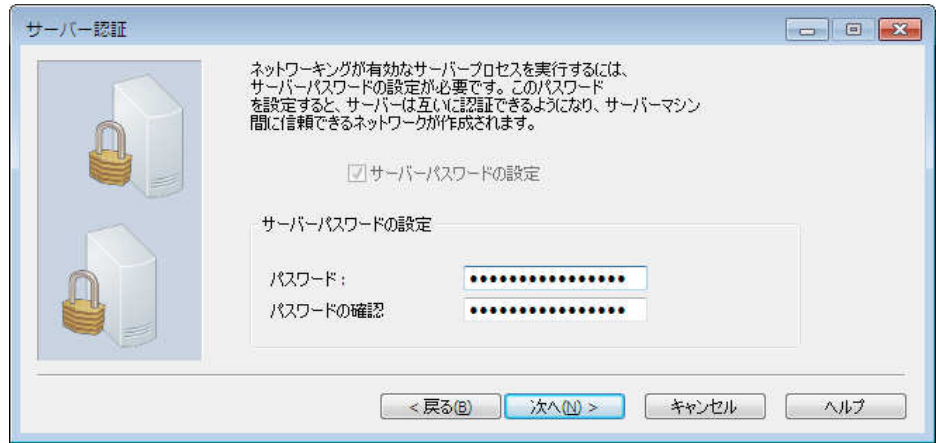 サーバー認証
ネットワーキングが有効なサーバープロセスを実行するには、
サーバーパスワードの設定が必要です。このパスワード
を設定すると、サーバーは互いに認証できるようになり、サーバーマシン
間に信頼できるネットワークが作成されます。
サーバーパスワードの設定
サーバーパスワードの設定
パスワード:
••••••••••••••••
パスワードの確認
••••••••••••••••
< 戻る(B)
次へ(N) >
キャンセル
ヘルプ